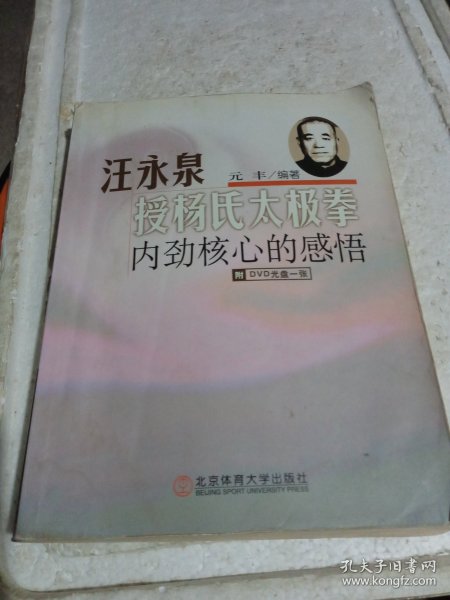 汪永泉
元丰/编著
授杨氏太极拳
内劲核心的感悟
附 DVD光盘一张
北京体育大学出版社
BEIJING SPORT UNIVERSITY PRESS
孔夫子旧书网
www.kongfz.com